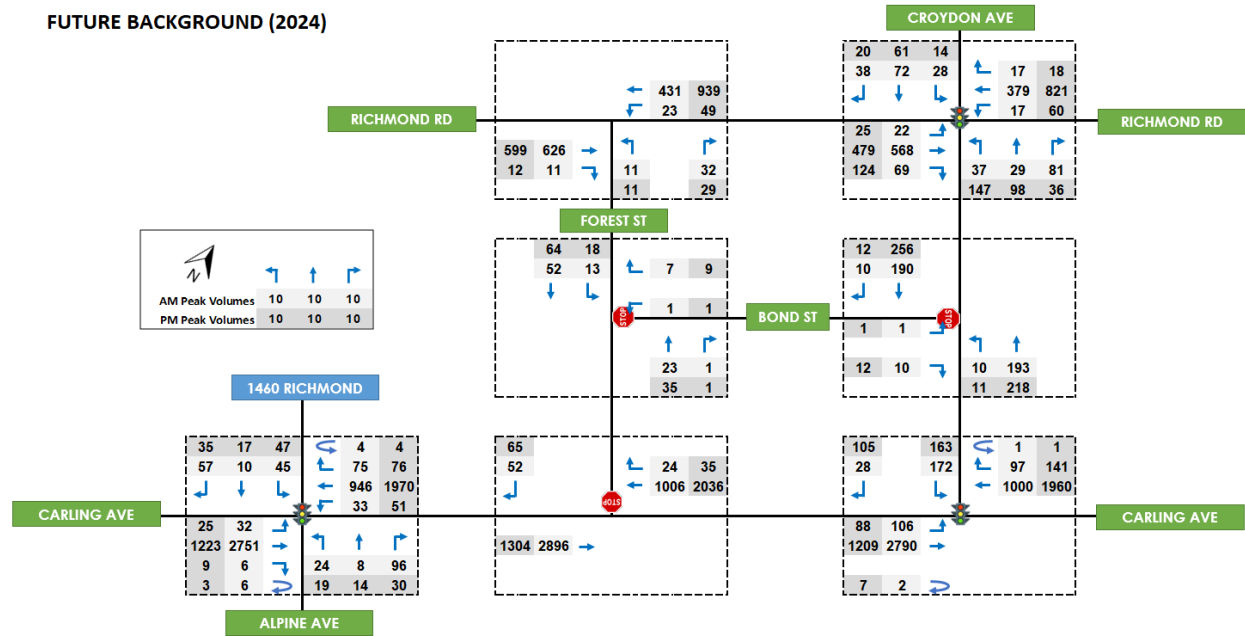 FUTURE BACKGROUND (2024)
CROYDON AVE
20 61 14
38 72 28
17 18
431 939
379 821
23 49
17 60
RICHMOND RD
RICHMOND RD
599 626
12 11
25 22
479 568
124 69
11 32
11 29
37 29 81
147 98 36
FOREST ST
64 18
52 13
7 9
1 1
12 256
10 190
N
AM Peak Volumes 10 10 10
PM Peak Volumes 10 10 10
STOP
BOND ST
STOP
1 1
12 10
23 1
35 1
10 193
11 218
1460 RICHMOND
35 17 47
57 10 45
4 4
75 76
946 1970
33 51
65
52
24 35
1006 2036
105 163
28 172
1 1
97 141
1000 1960
STOP
CARLING AVE
CARLING AVE
25 32
1223 2751
9 6
3 6
24 8 96
19 14 30
1304 2896
88 106
1209 2790
7 2
ALPINE AVE